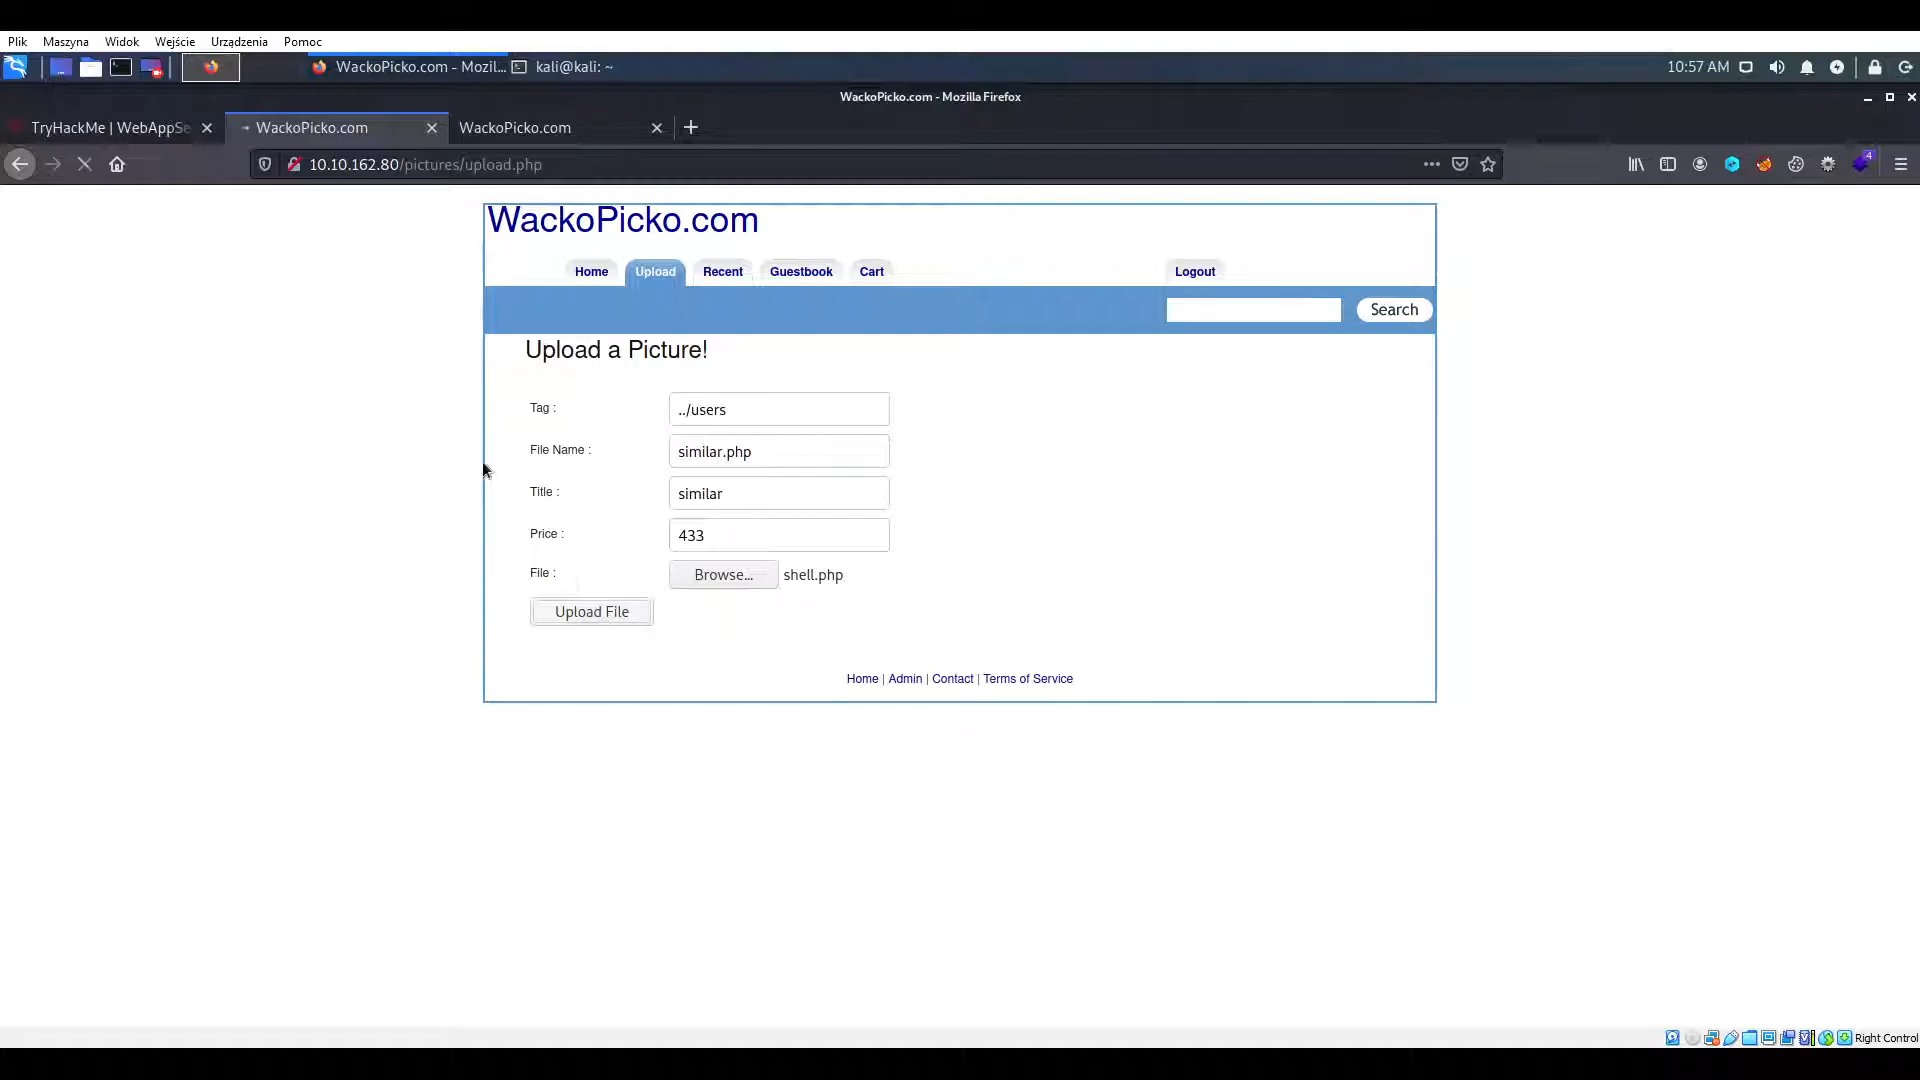 Plik Maszyna Widok Wejście Urządzenia Pomoc
WackoPicko.com - Mozil... kali@kali: ~ 10:57 AM
WackoPicko.com - Mozilla Firefox
TryHackMe | WebAppSe WackoPicko.com WackoPicko.com
10.10.162.80/pictures/upload.php 4
WackoPicko.com
Home Upload Recent Guestbook Cart Logout
Search
Upload a Picture!
Tag : ../users
File Name : similar.php
Title : similar
Price : 433
File : Browse... shell.php
Upload File
Home | Admin | Contact | Terms of Service
Right Control